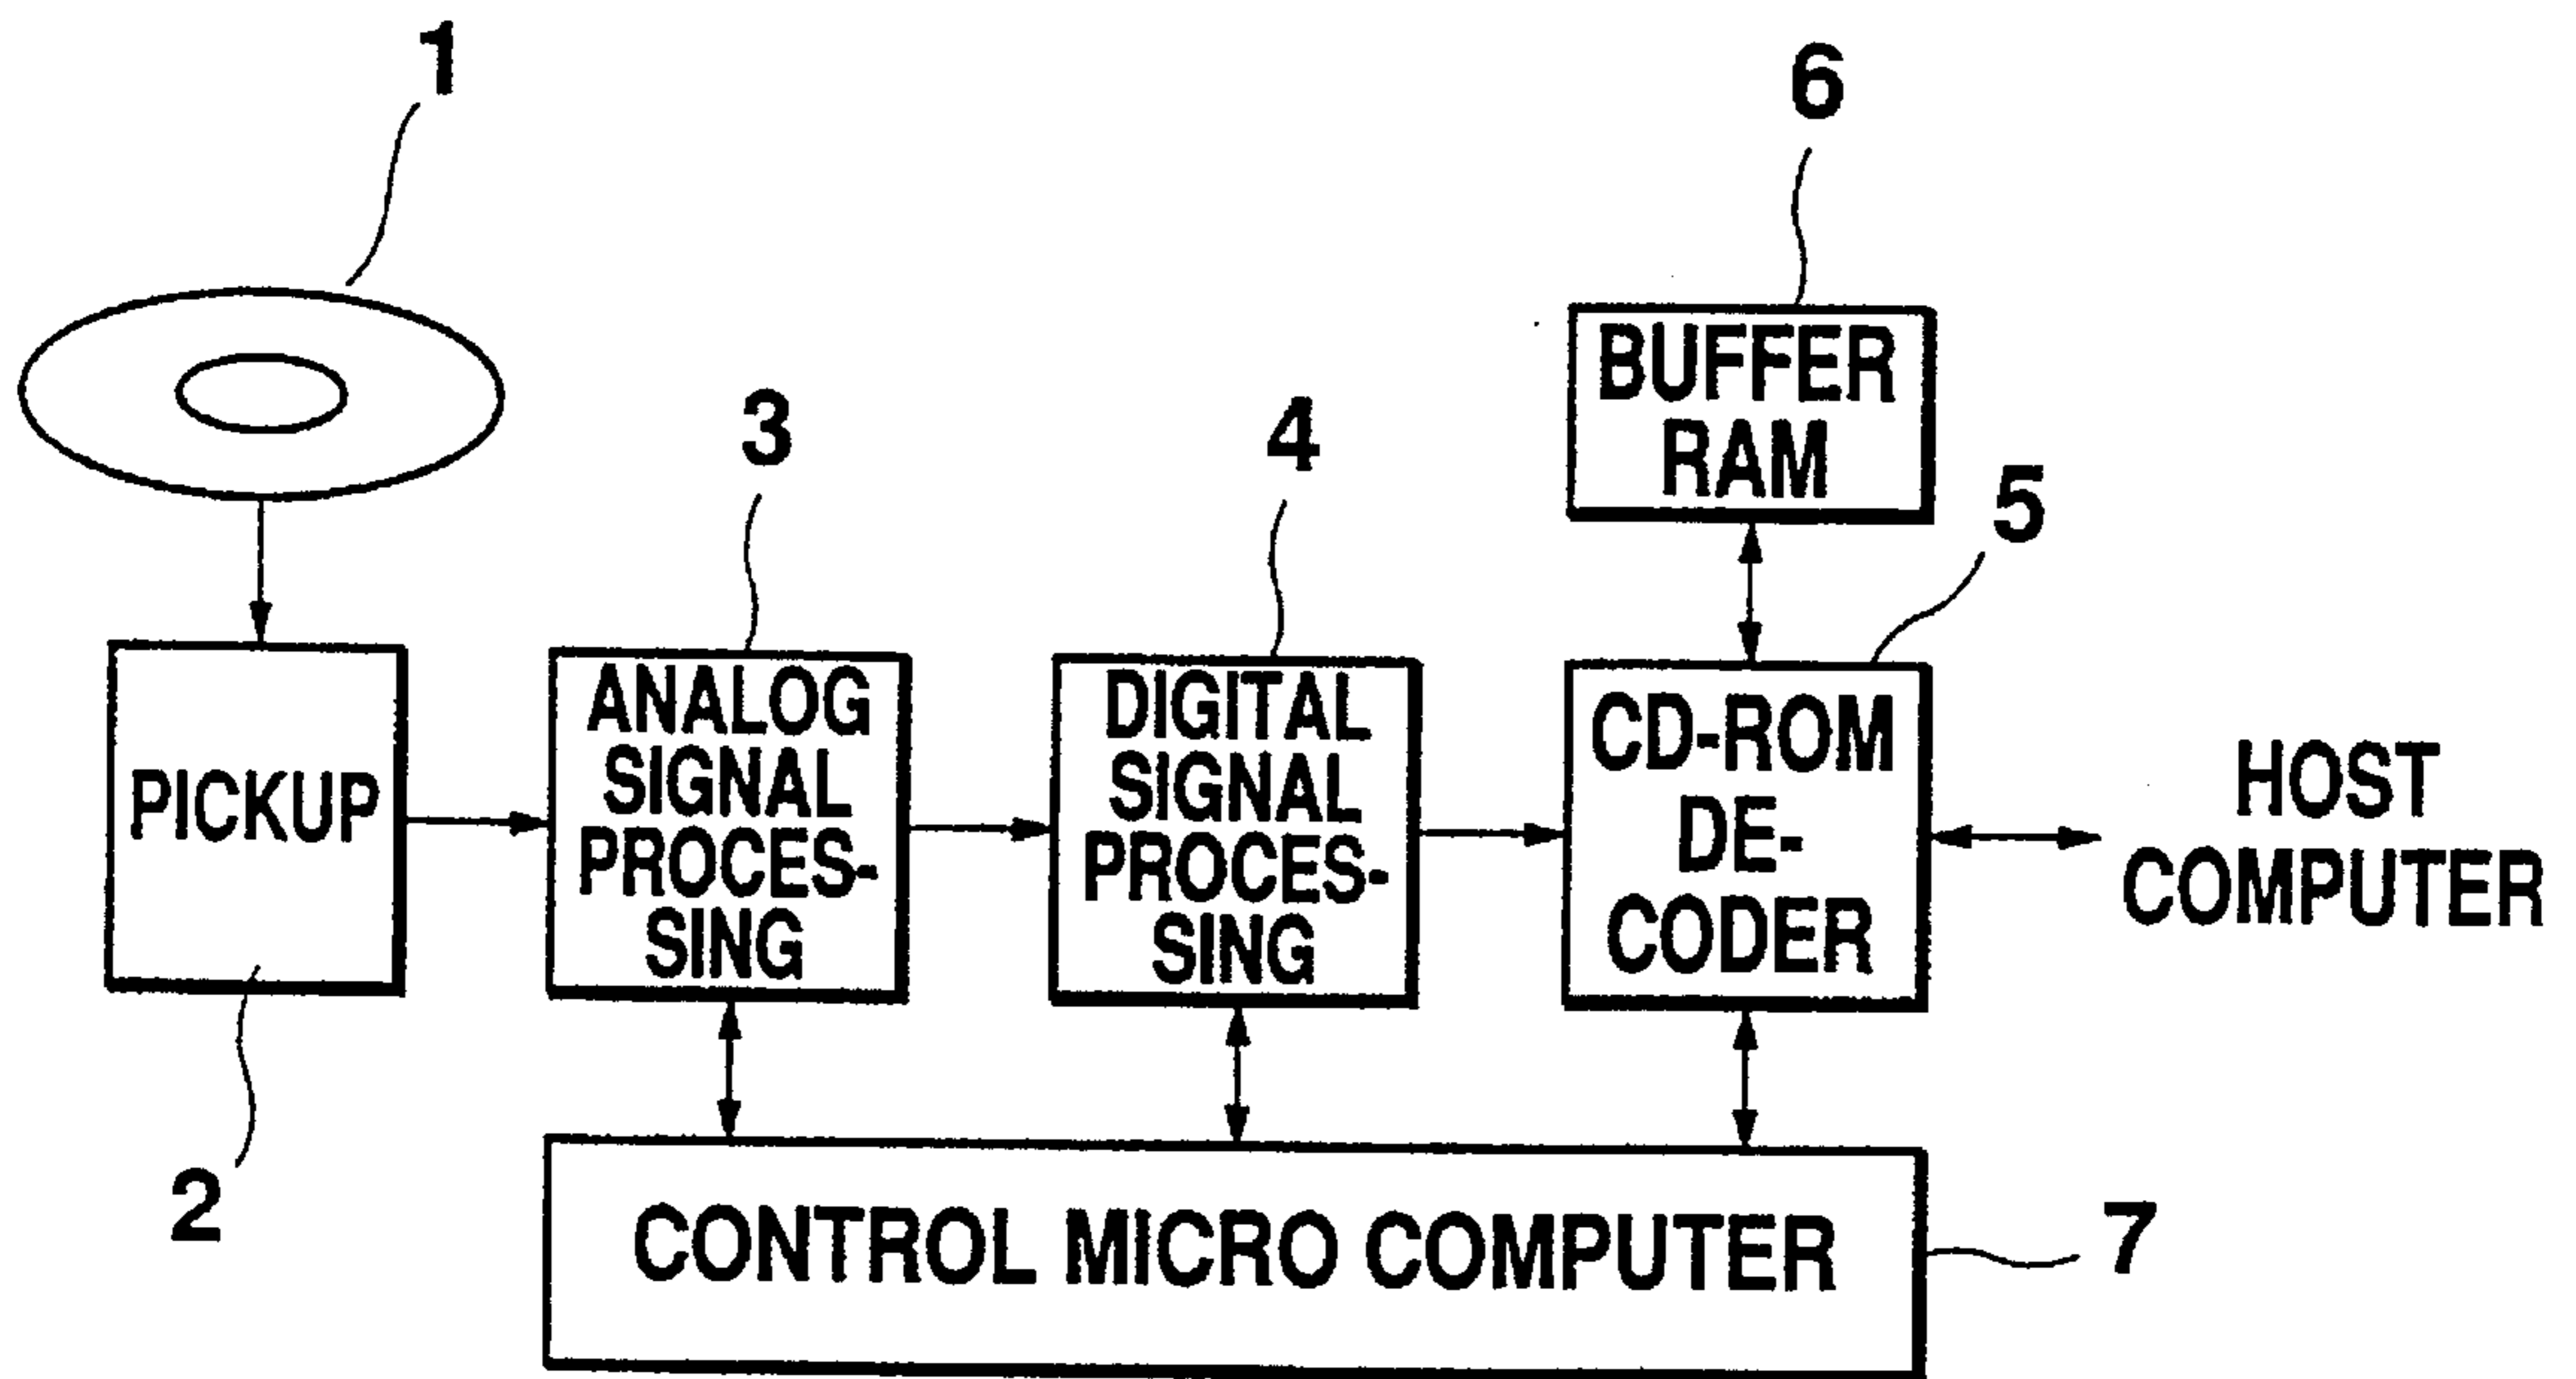 1
6
3
4
BUFFER
RAM
5
PICKUP
ANALOG
SIGNAL
PROCES-
SING
DIGITAL
SIGNAL
PROCES-
SING
CD-ROM
DE-
CODER
HOST
COMPUTER
2
CONTROL MICRO COMPUTER
7